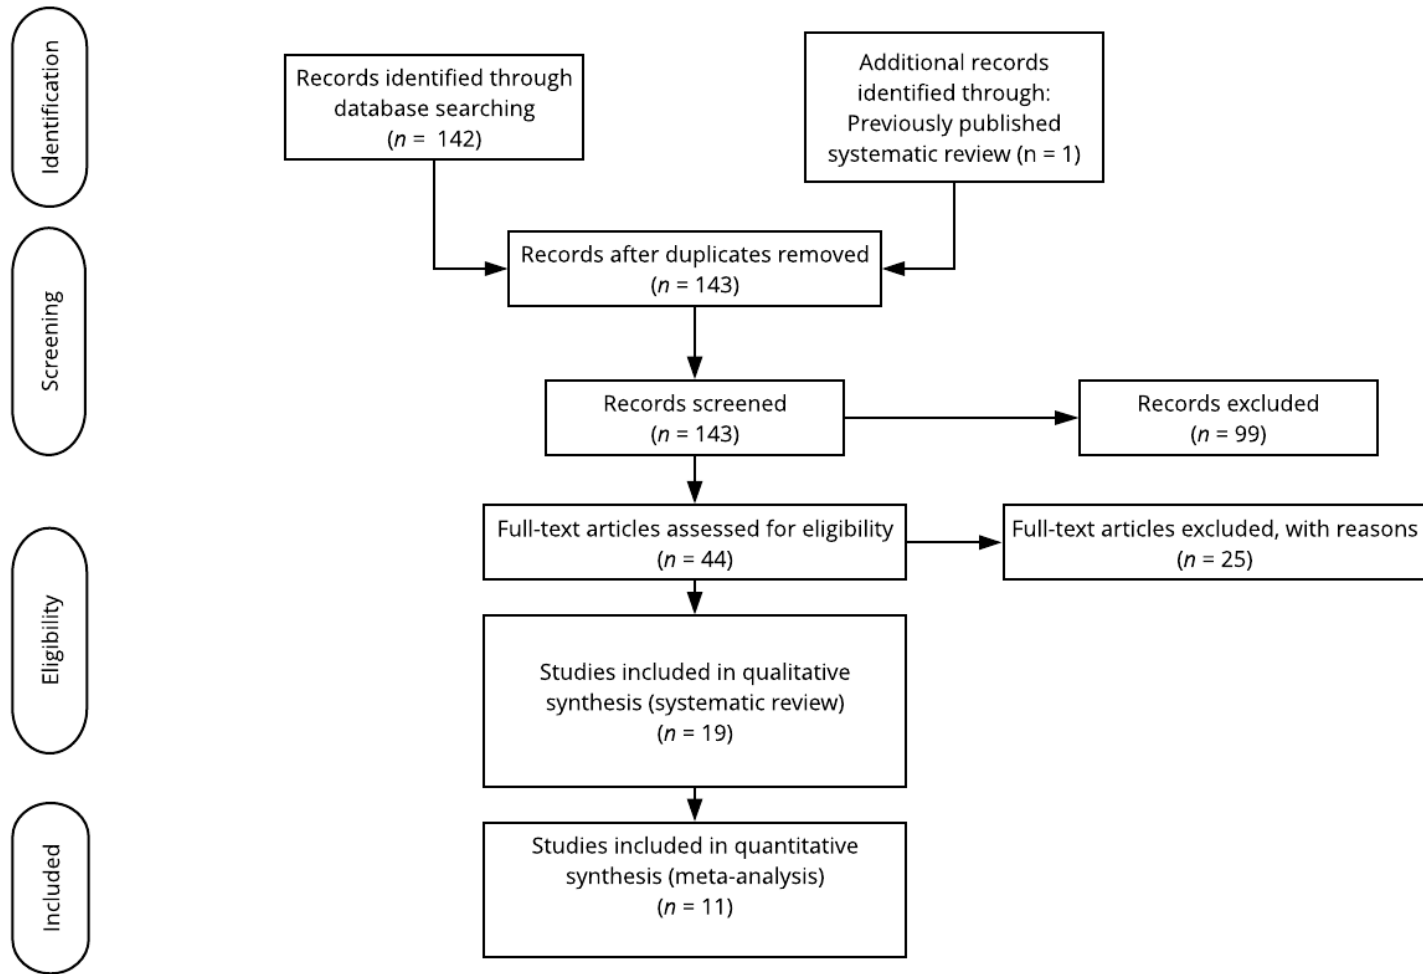 Identification
Records identified through
database searching
(n = 142)
Additional records
identified through:
Previously published
systematic review (n = 1)
Screening
Records after duplicates removed
(n = 143)
Records screened
(n = 143)
Records excluded
(n = 99)
Eligibility
Full-text articles assessed for eligibility
(n = 44)
Full-text articles excluded, with reasons
(n = 25)
Studies included in qualitative
synthesis (systematic review)
(n = 19)
Included
Studies included in quantitative
synthesis (meta-analysis)
(n = 11)